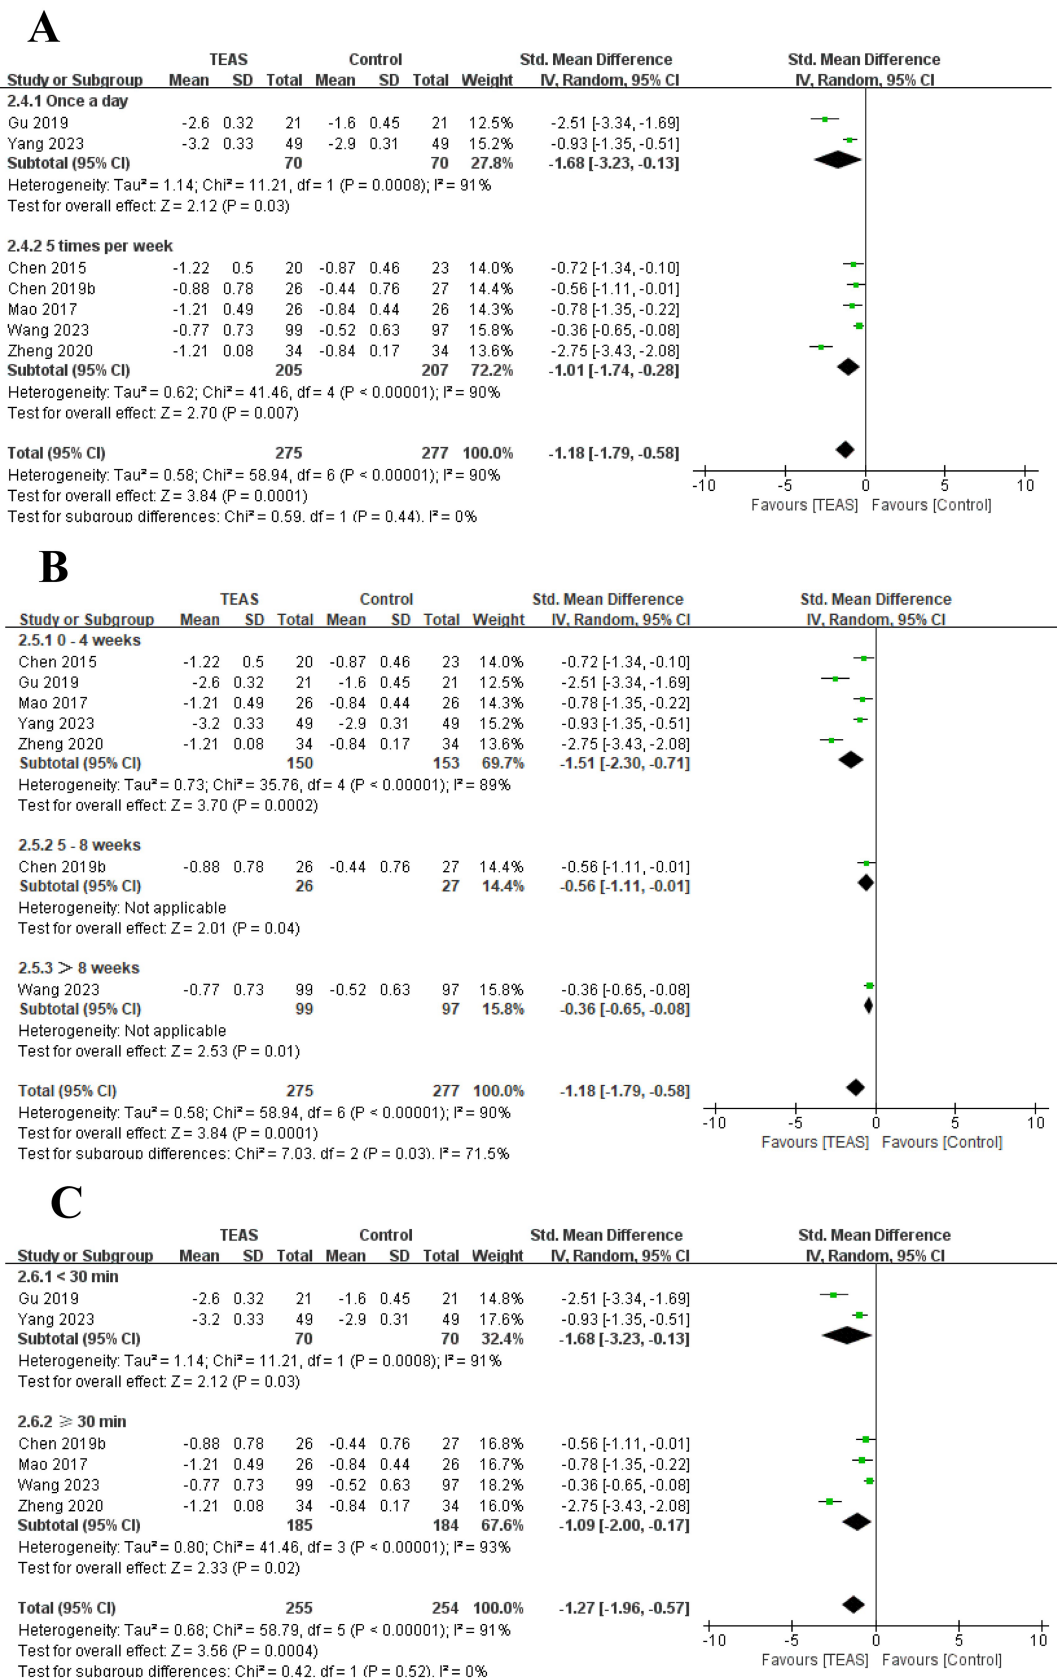 A
TEAS Control Std. Mean Difference Std. Mean Difference
Study or Subgroup Mean SD Total Mean SD Total Weight IV, Random, 95% CI IV, Random, 95% CI
2.4.1 Once a day
Gu 2019 -2.6 0.32 21 -1.6 0.45 21 12.5% -2.51 [-3.34, -1.69]
Yang 2023 -3.2 0.33 49 -2.9 0.31 49 15.2% -0.93 [-1.35, -0.51]
Subtotal (95% CI) 70 70 27.8% -1.68 [-3.23, -0.13]
Heterogeneity: Tau² = 1.14; Chi² = 11.21, df = 1 (P = 0.0008); I² = 91%
Test for overall effect: Z = 2.12 (P = 0.03)
2.4.2 5 times per week
Chen 2015 -1.22 0.5 20 -0.87 0.46 23 14.0% -0.72 [-1.34, -0.10]
Chen 2019b -0.88 0.78 26 -0.44 0.76 27 14.4% -0.56 [-1.11, -0.01]
Mao 2017 -1.21 0.49 26 -0.84 0.44 26 14.3% -0.78 [-1.35, -0.22]
Wang 2023 -0.77 0.73 99 -0.52 0.63 97 15.8% -0.36 [-0.65, -0.08]
Zheng 2020 -1.21 0.08 34 -0.84 0.17 34 13.6% -2.75 [-3.43, -2.08]
Subtotal (95% CI) 205 207 72.2% -1.01 [-1.74, -0.28]
Heterogeneity: Tau² = 0.62; Chi² = 41.46, df = 4 (P < 0.00001); I² = 90%
Test for overall effect: Z = 2.70 (P = 0.007)
Total (95% CI) 275 277 100.0% -1.18 [-1.79, -0.58]
Heterogeneity: Tau² = 0.58; Chi² = 58.94, df = 6 (P < 0.00001); I² = 90%
Test for overall effect: Z = 3.84 (P = 0.0001)
Test for subgroup differences: Chi² = 0.59. df = 1 (P = 0.44). I² = 0%
-10 -5 0 5 10
Favours [TEAS] Favours [Control]
B
TEAS Control Std. Mean Difference Std. Mean Difference
Study or Subgroup Mean SD Total Mean SD Total Weight IV, Random, 95% CI IV, Random, 95% CI
2.5.1 0 - 4 weeks
Chen 2015 -1.22 0.5 20 -0.87 0.46 23 14.0% -0.72 [-1.34, -0.10]
Gu 2019 -2.6 0.32 21 -1.6 0.45 21 12.5% -2.51 [-3.34, -1.69]
Mao 2017 -1.21 0.49 26 -0.84 0.44 26 14.3% -0.78 [-1.35, -0.22]
Yang 2023 -3.2 0.33 49 -2.9 0.31 49 15.2% -0.93 [-1.35, -0.51]
Zheng 2020 -1.21 0.08 34 -0.84 0.17 34 13.6% -2.75 [-3.43, -2.08]
Subtotal (95% CI) 150 153 69.7% -1.51 [-2.30, -0.71]
Heterogeneity: Tau² = 0.73; Chi² = 35.76, df = 4 (P < 0.00001); I² = 89%
Test for overall effect: Z = 3.70 (P = 0.0002)
2.5.2 5 - 8 weeks
Chen 2019b -0.88 0.78 26 -0.44 0.76 27 14.4% -0.56 [-1.11, -0.01]
Subtotal (95% CI) 26 27 14.4% -0.56 [-1.11, -0.01]
Heterogeneity: Not applicable
Test for overall effect: Z = 2.01 (P = 0.04)
2.5.3 ＞ 8 weeks
Wang 2023 -0.77 0.73 99 -0.52 0.63 97 15.8% -0.36 [-0.65, -0.08]
Subtotal (95% CI) 99 97 15.8% -0.36 [-0.65, -0.08]
Heterogeneity: Not applicable
Test for overall effect: Z = 2.53 (P = 0.01)
Total (95% CI) 275 277 100.0% -1.18 [-1.79, -0.58]
Heterogeneity: Tau² = 0.58; Chi² = 58.94, df = 6 (P < 0.00001); I² = 90%
Test for overall effect: Z = 3.84 (P = 0.0001)
Test for subgroup differences: Chi² = 7.03. df = 2 (P = 0.03). I² = 71.5%
-10 -5 0 5 10
Favours [TEAS] Favours [Control]
C
TEAS Control Std. Mean Difference Std. Mean Difference
Study or Subgroup Mean SD Total Mean SD Total Weight IV, Random, 95% CI IV, Random, 95% CI
2.6.1 < 30 min
Gu 2019 -2.6 0.32 21 -1.6 0.45 21 14.8% -2.51 [-3.34, -1.69]
Yang 2023 -3.2 0.33 49 -2.9 0.31 49 17.6% -0.93 [-1.35, -0.51]
Subtotal (95% CI) 70 70 32.4% -1.68 [-3.23, -0.13]
Heterogeneity: Tau² = 1.14; Chi² = 11.21, df = 1 (P = 0.0008); I² = 91%
Test for overall effect: Z = 2.12 (P = 0.03)
2.6.2 ⩾ 30 min
Chen 2019b -0.88 0.78 26 -0.44 0.76 27 16.8% -0.56 [-1.11, -0.01]
Mao 2017 -1.21 0.49 26 -0.84 0.44 26 16.7% -0.78 [-1.35, -0.22]
Wang 2023 -0.77 0.73 99 -0.52 0.63 97 18.2% -0.36 [-0.65, -0.08]
Zheng 2020 -1.21 0.08 34 -0.84 0.17 34 16.0% -2.75 [-3.43, -2.08]
Subtotal (95% CI) 185 184 67.6% -1.09 [-2.00, -0.17]
Heterogeneity: Tau² = 0.80; Chi² = 41.46, df = 3 (P < 0.00001); I² = 93%
Test for overall effect: Z = 2.33 (P = 0.02)
Total (95% CI) 255 254 100.0% -1.27 [-1.96, -0.57]
Heterogeneity: Tau² = 0.68; Chi² = 58.79, df = 5 (P < 0.00001); I² = 91%
Test for overall effect: Z = 3.56 (P = 0.0004)
Test for subgroup differences: Chi² = 0.42. df = 1 (P = 0.52). I² = 0%
-10 -5 0 5 10
Favours [TEAS] Favours [Control]